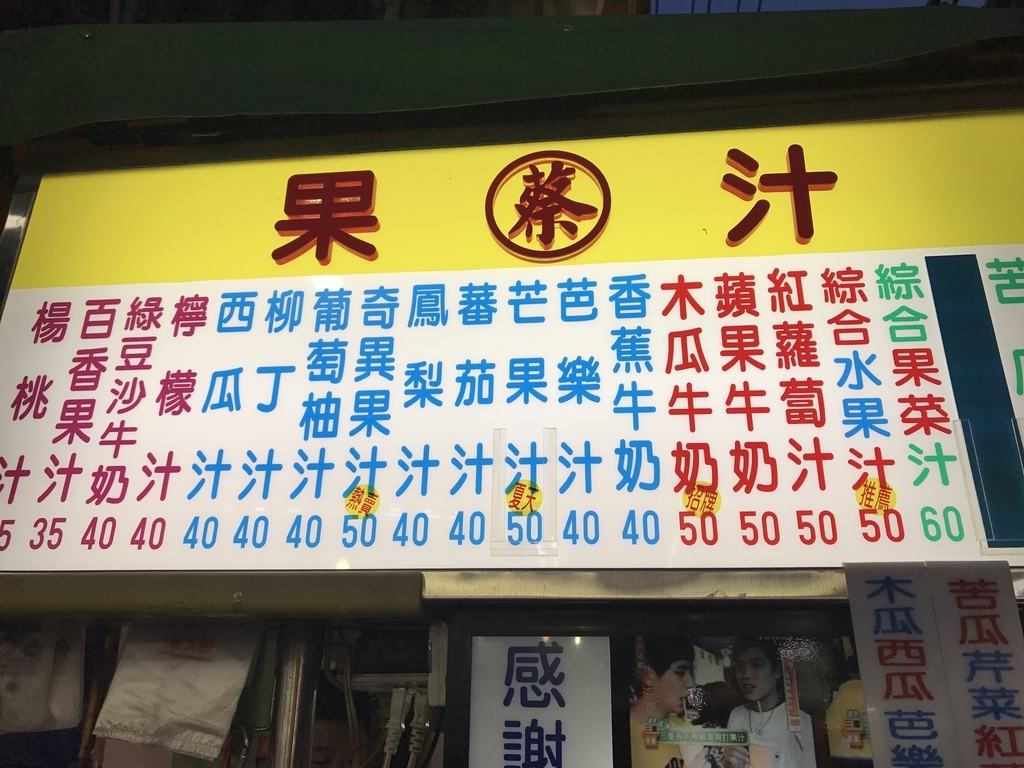 果 蔡 汁
綜合果菜汁 60
綜合水果汁 推薦 50
紅蘿蔔汁 50
蘋果牛奶 50
木瓜牛奶 招牌 50
香蕉牛奶 40
芭樂汁 40
芒果汁 夏天 50
蕃茄汁 40
鳳梨汁 40
奇異果汁 熱賣 50
葡萄柚汁 40
柳丁汁 40
西瓜汁 40
檸檬汁 40
綠豆沙牛奶 40
百香果汁 35
楊桃汁
苦瓜芹菜紅
木瓜西瓜芭樂
感謝